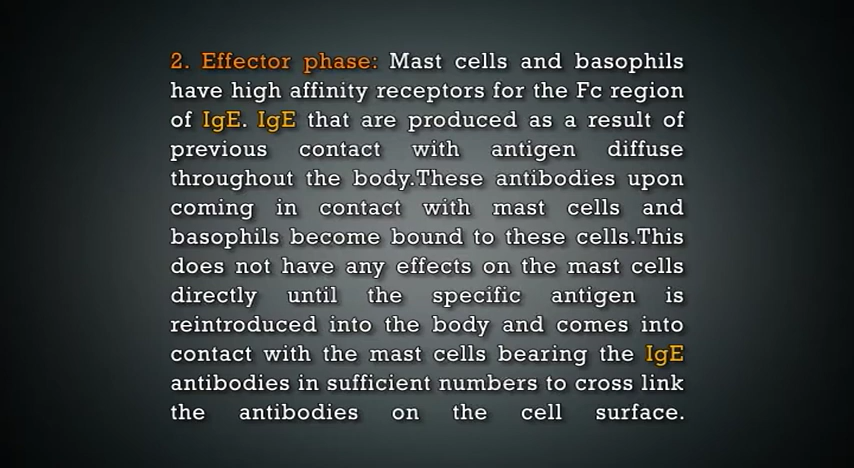 2. Effector phase: Mast cells and basophils
have high affinity receptors for the Fc region
of IgE. IgE that are produced as a result of
previous contact with antigen diffuse
throughout the body.These antibodies upon
coming in contact with mast cells and
basophils become bound to these cells.This
does not have any effects on the mast cells
directly until the specific antigen is
reintroduced into the body and comes into
contact with the mast cells bearing the IgE
antibodies in sufficient numbers to cross link
the antibodies on the cell surface.